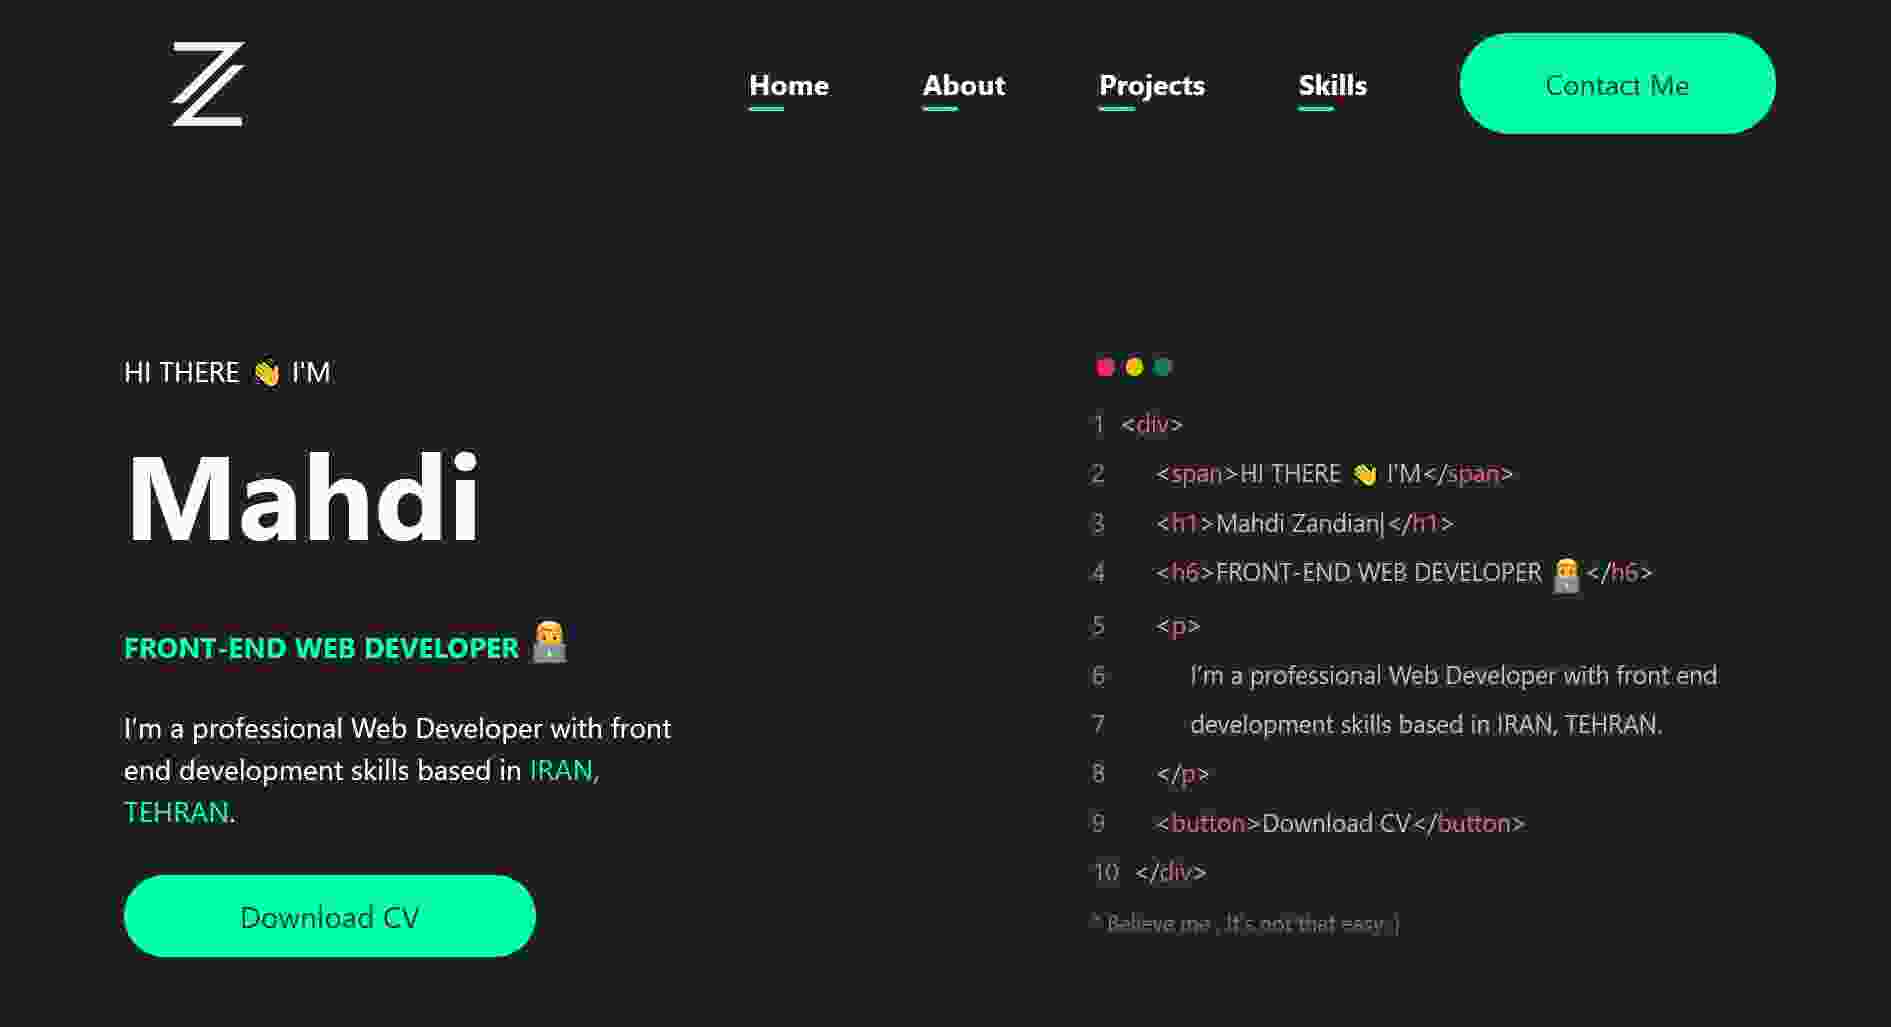 Home About Projects Skills Contact Me
HI THERE 👋 I'M
Mahdi
FRONT-END WEB DEVELOPER 👨‍💻
I'm a professional Web Developer with front
end development skills based in IRAN,
TEHRAN.
Download CV
1 <div>
2 <span>HI THERE 👋 I'M</span>
3 <h1>Mahdi Zandian|</h1>
4 <h6>FRONT-END WEB DEVELOPER 👨‍💻</h6>
5 <p>
6 I'm a professional Web Developer with front end
7 development skills based in IRAN, TEHRAN.
8 </p>
9 <button>Download CV</button>
10 </div>
* Believe me , It's not that easy :)